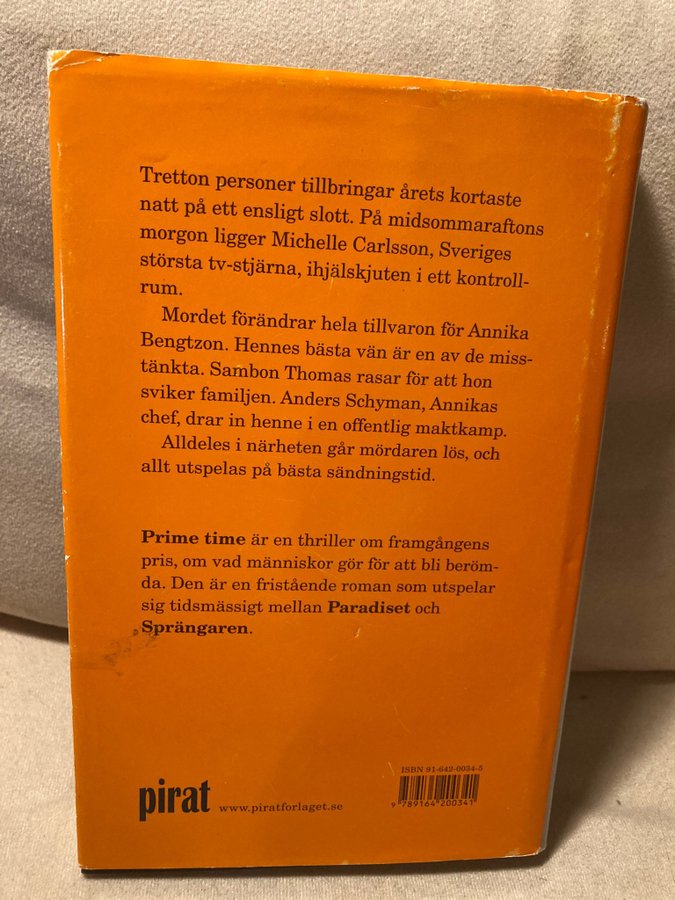 Tretton personer tillbringar årets kortaste
natt på ett ensligt slott. På midsommaraftons
morgon ligger Michelle Carlsson, Sveriges
största tv-stjärna, ihjälskjuten i ett kontroll-
rum.
Mordet förändrar hela tillvaron för Annika
Bengtzon. Hennes bästa vän är en av de miss-
tänkta. Sambon Thomas rasar för att hon
sviker familjen. Anders Schyman, Annikas
chef, drar in henne i en offentlig maktkamp.
Alldeles i närheten går mördaren lös, och
allt utspelas på bästa sändningstid.
Prime time är en thriller om framgångens
pris, om vad människor gör för att bli beröm-
da. Den är en fristående roman som utspelar
sig tidsmässigt mellan Paradiset och
Sprängaren.
ISBN 91-642-0034-5
9 789164 200341
pirat www.piratforlaget.se